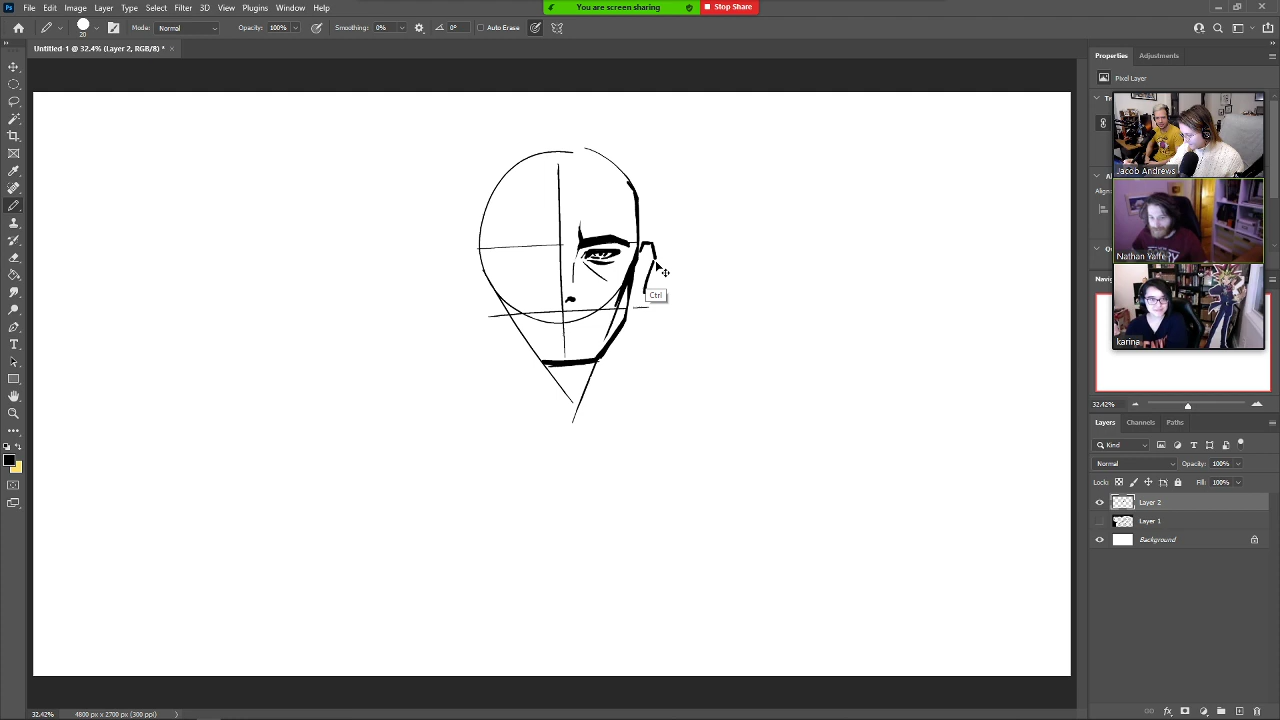 File Edit Image Layer Type Select Filter 3D View Plugins Window Help
You are screen sharing Stop Share
20 Mode: Normal Opacity: 100% Smoothing: 0% 0° Auto Erase
Untitled-1 @ 32.4% (Layer 2, RGB/8) *
Properties Adjustments
Pixel Layer
Jacob Andrews
Nathan Yaffe
karina
Ctrl
32.42%
Layers Channels Paths
Kind
Normal Opacity: 100%
Lock: Fill: 100%
Layer 2
Layer 1
Background
32.42% 4800 px x 2700 px (300 ppi)